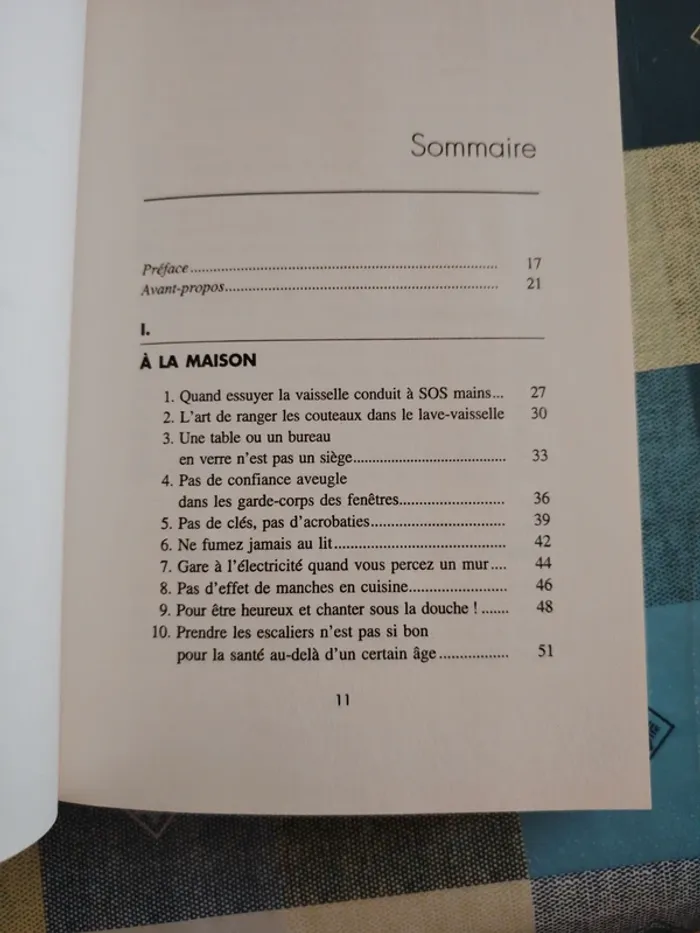 Sommaire
Préface................................................................. 17
Avant-propos.......................................................... 21
I.
À LA MAISON
1. Quand essuyer la vaisselle conduit à SOS mains... 27
2. L'art de ranger les couteaux dans le lave-vaisselle 30
3. Une table ou un bureau
en verre n'est pas un siège....................................... 33
4. Pas de confiance aveugle
dans les garde-corps des fenêtres.......................... 36
5. Pas de clés, pas d'acrobaties................................. 39
6. Ne fumez jamais au lit.......................................... 42
7. Gare à l'électricité quand vous percez un mur.... 44
8. Pas d'effet de manches en cuisine........................ 46
9. Pour être heureux et chanter sous la douche !....... 48
10. Prendre les escaliers n'est pas si bon
pour la santé au-delà d'un certain âge................. 51
11